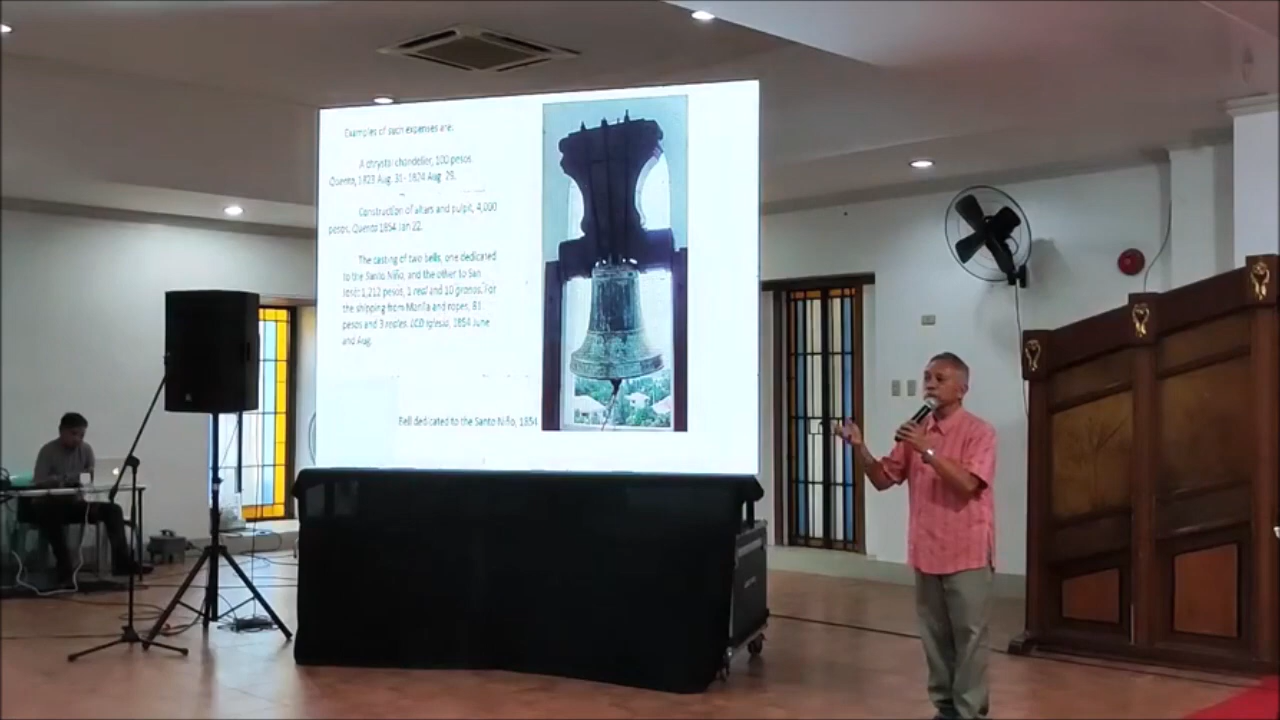 Examples of such expenses are:
A chrystal chandelier, 100 pesos.
Quenta, 1823 Aug. 31 - 1824 Aug. 29.
Construction of altars and pulpit, 4,000
pesos, Quenta 1854 Jan 22.
The casting of two bells, one dedicated
to the Santo Niño, and the other to San
José: 1,212 pesos, 1 real and 10 granos. For
the shipping from Manila and ropes, 81
pesos and 3 reales. LCD Iglesia, 1854 June
and Aug.
Bell dedicated to the Santo Niño, 1854